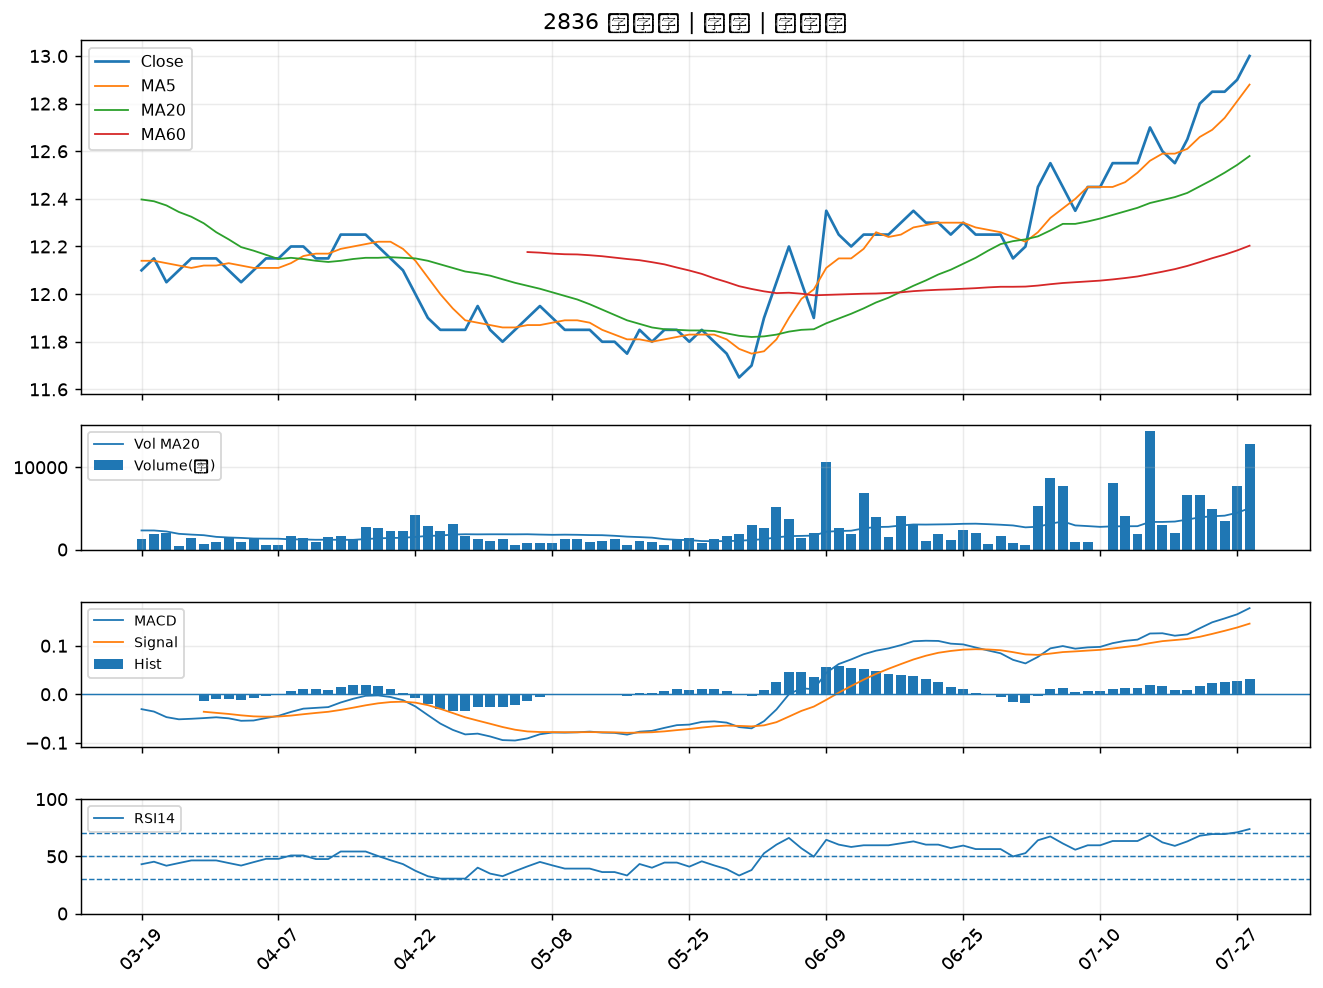 2836 | |
Close
MA5
MA20
MA60
13.0
12.8
12.6
12.4
12.2
12.0
11.8
11.6
Vol MA20
Volume( )
10000
0
MACD
Signal
Hist
0.1
0.0
−0.1
RSI14
100
50
0
03-19 04-07 04-22 05-08 05-25 06-09 06-25 07-10 07-27